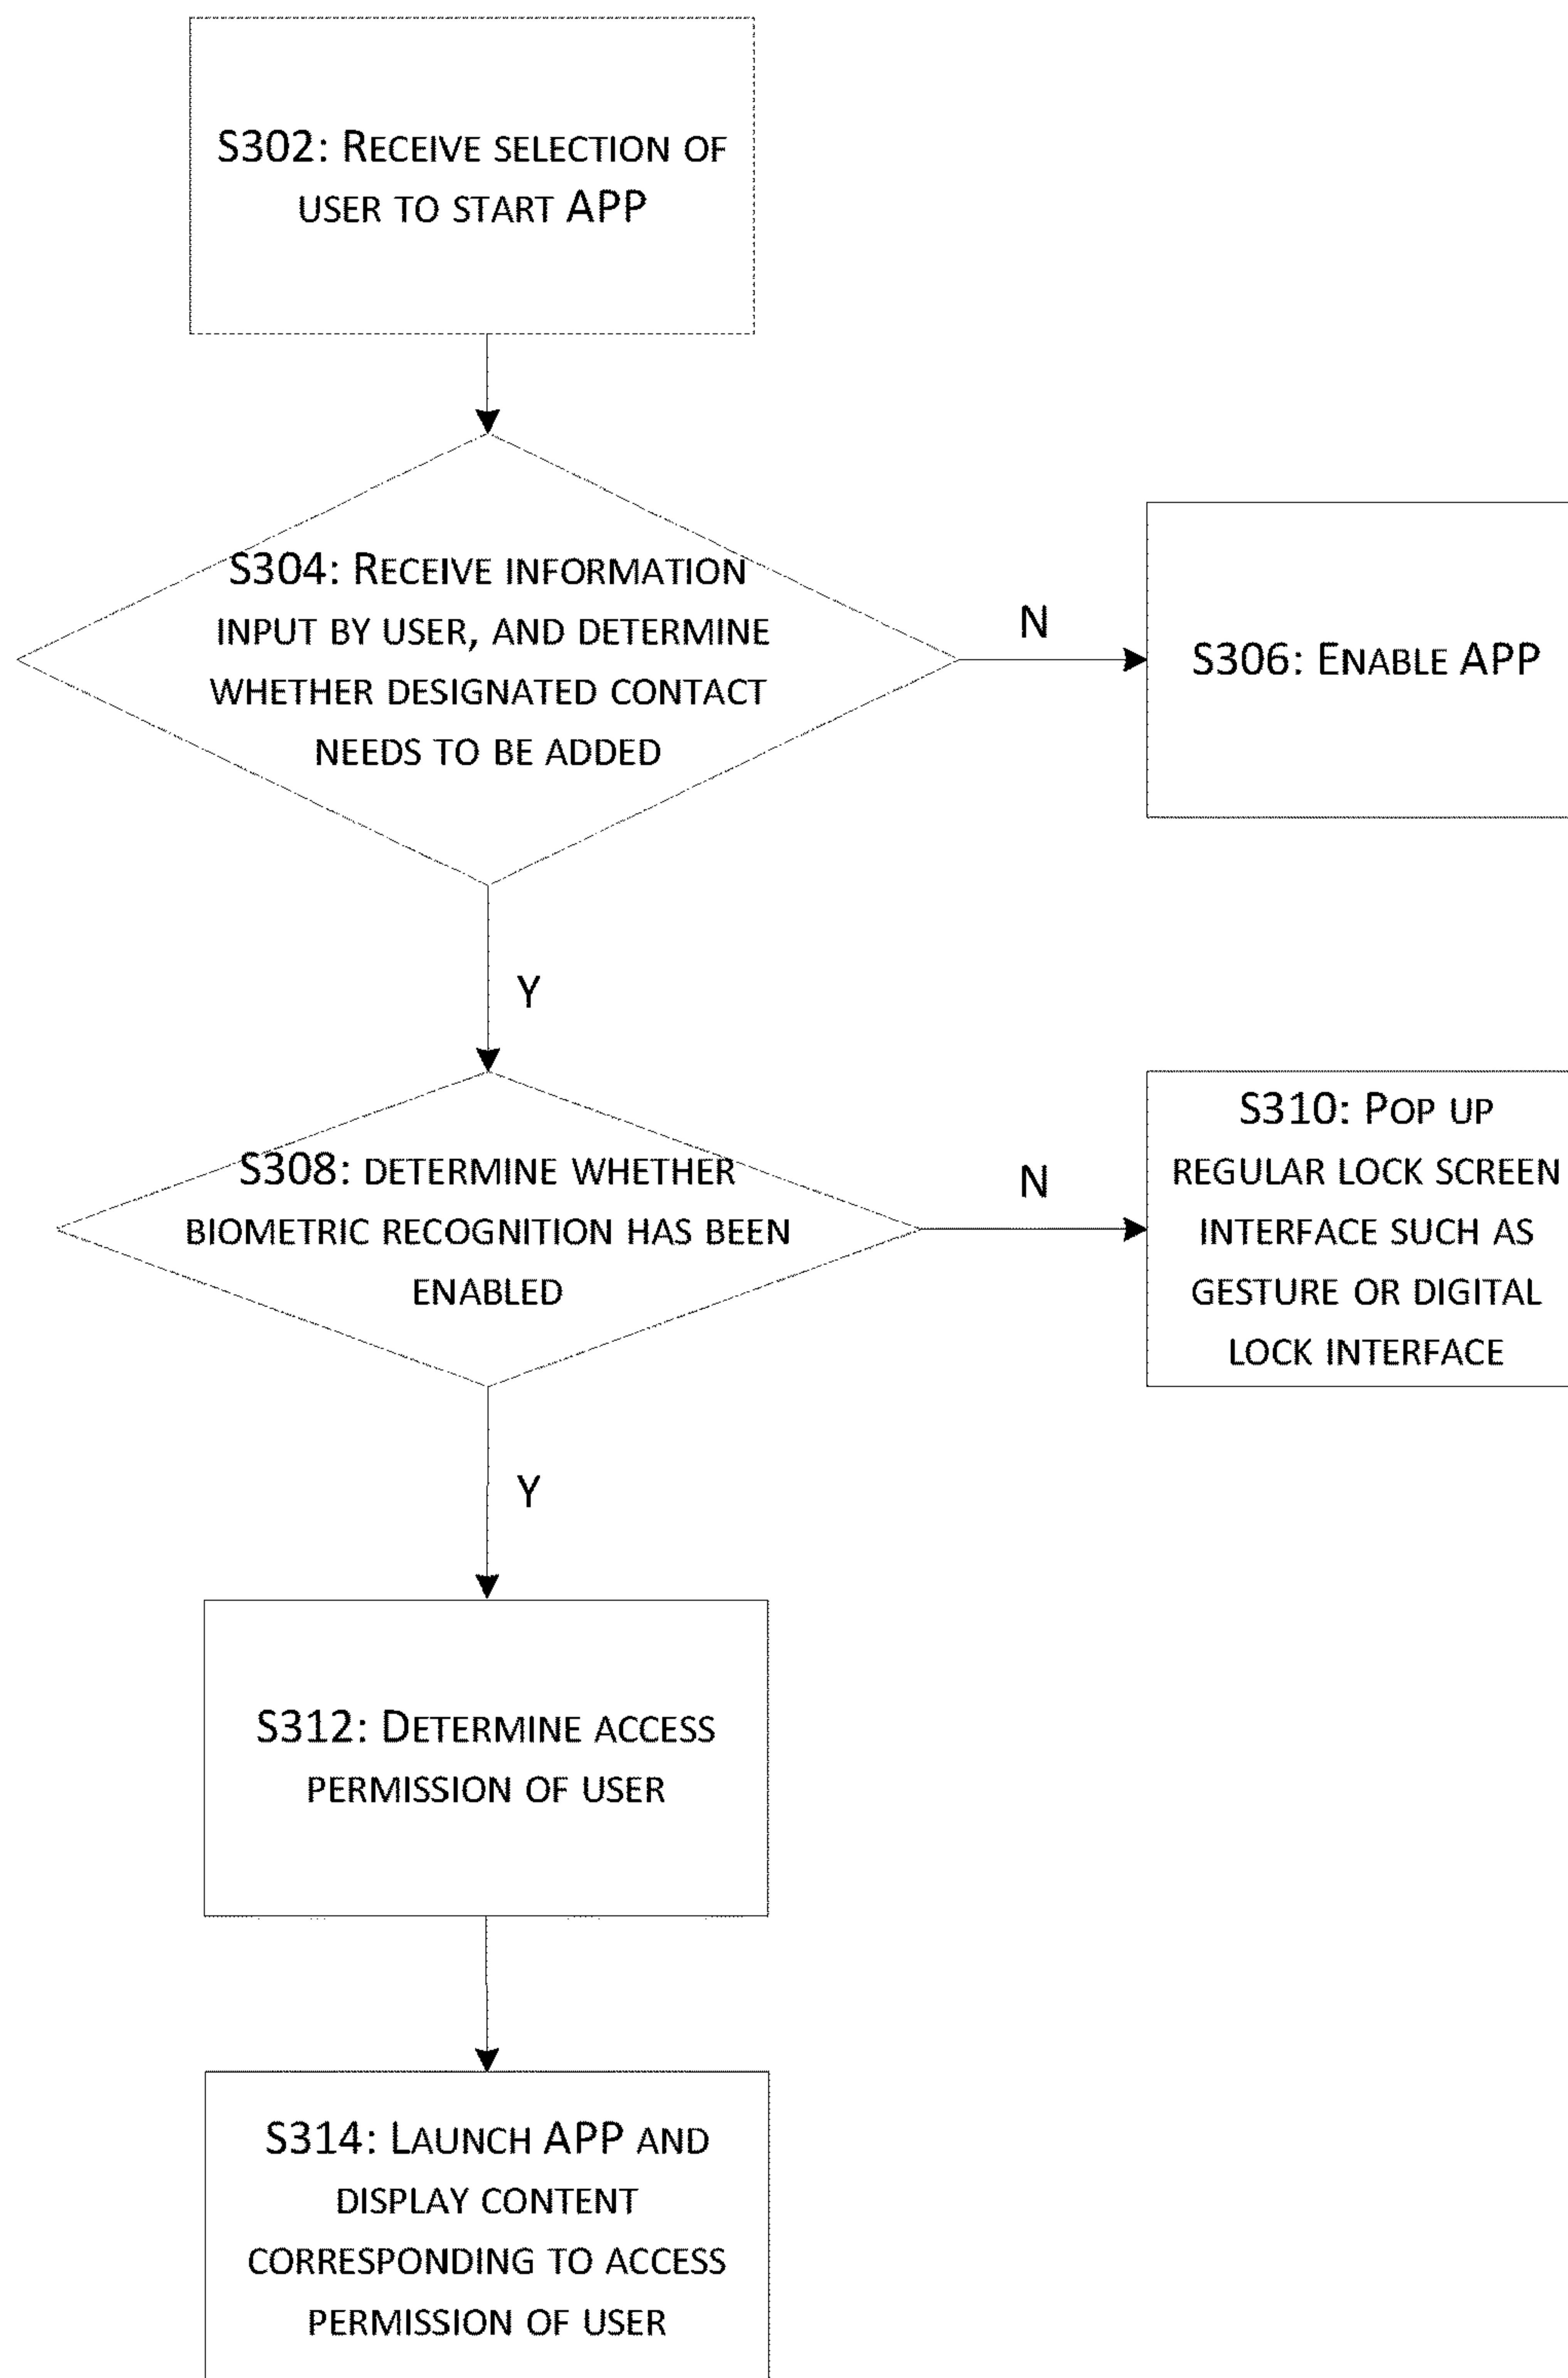 S302: RECEIVE SELECTION OF
USER TO START APP
S304: RECEIVE INFORMATION
INPUT BY USER, AND DETERMINE
WHETHER DESIGNATED CONTACT
NEEDS TO BE ADDED
N
S306: ENABLE APP
Y
S308: DETERMINE WHETHER
BIOMETRIC RECOGNITION HAS BEEN
ENABLED
N
S310: POP UP
REGULAR LOCK SCREEN
INTERFACE SUCH AS
GESTURE OR DIGITAL
LOCK INTERFACE
Y
S312: DETERMINE ACCESS
PERMISSION OF USER
S314: LAUNCH APP AND
DISPLAY CONTENT
CORRESPONDING TO ACCESS
PERMISSION OF USER